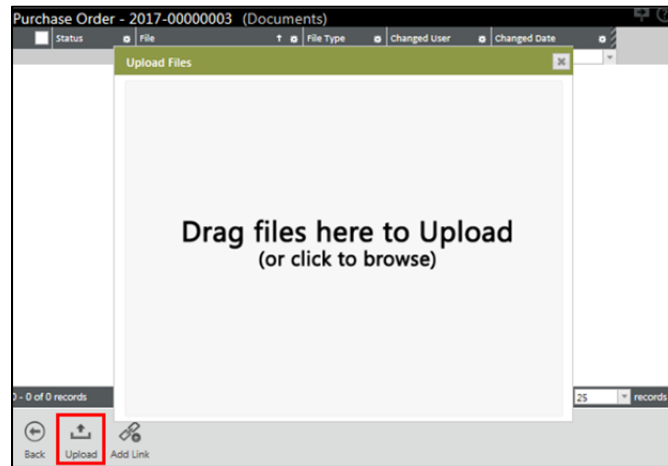 Purchase Order - 2017-00000003 (Documents)
Status File File Type Changed User Changed Date
Upload Files
Drag files here to Upload
(or click to browse)
0 - 0 of 0 records 25 records
Back Upload Add Link